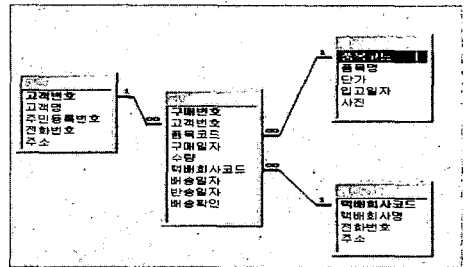 고객번호
고객명
주민등록번호
전화번호
주소
1
∞
구매번호
고객번호
품목코드
구매일자
수량
택배회사코드
배송일자
반송일자
배송확인
∞
∞
1
품목코드
품목명
단가
입고일자
사진
1
택배회사코드
택배회사명
전화번호
주소